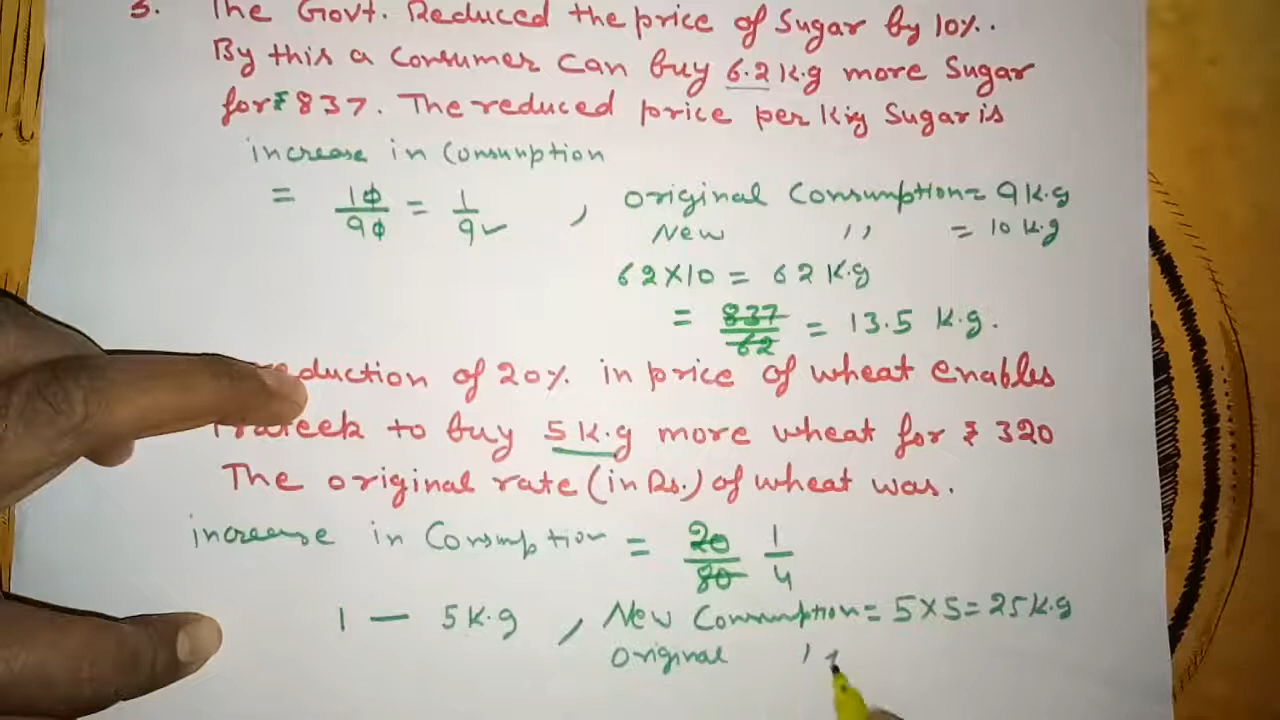 3. The Govt. Reduced the price of Sugar by 10%.
By this a Consumer Can buy 6.2 K.g more Sugar
for ₹ 837. The reduced price per Kig Sugar is
increase in Consumption
= 10/90 = 1/9 , original Consumption = 9 K.g
New ,, = 10 K.g
62×10 = 62 K.g
= 837/62 = 13.5 K.g.
eduction of 20% in price of wheat enables
to buy 5 K.g more wheat for ₹ 320
The original rate (in Rs.) of wheat was.
increase in Consumption = 20/80 1/4
1 — 5 K.g , New Consumption = 5×5 = 25 K.g
original ,,